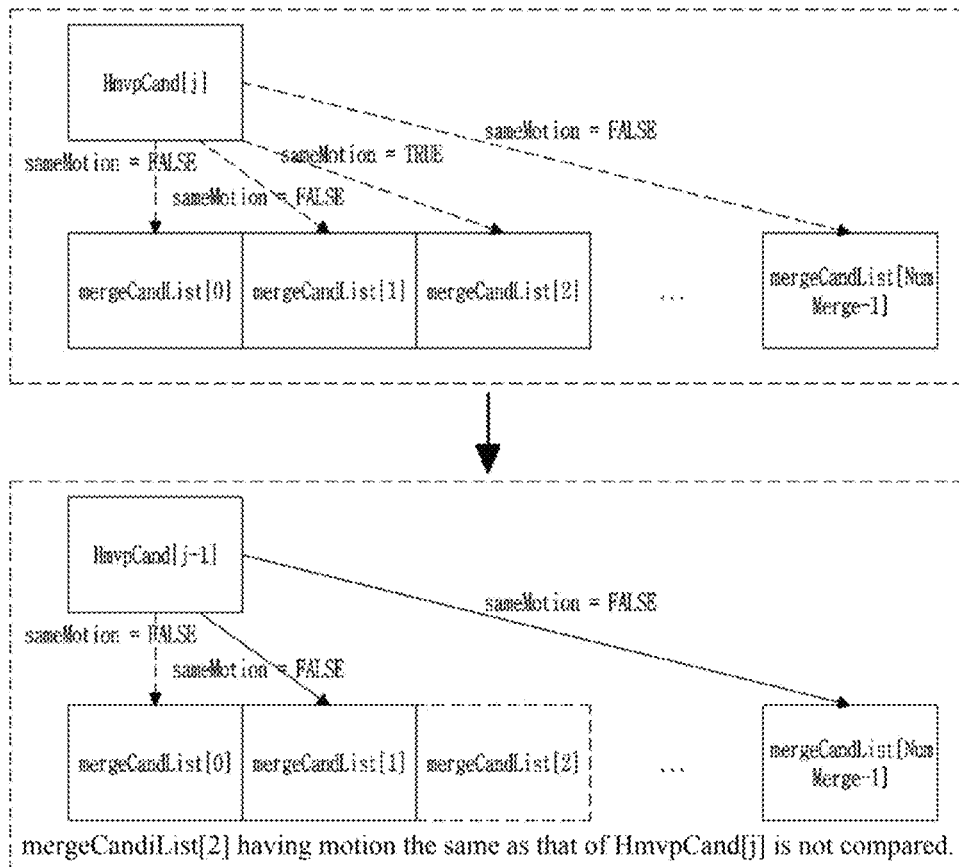 HmvpCand[j]
sameMotion = FALSE
sameMotion = TRUE
sameMotion = FALSE
sameMotion = FALSE
mergeCandList[0]
mergeCandList[1]
mergeCandList[2]
...
mergeCandList[Num
Merge-1]
HmvpCand[j-1]
sameMotion = FALSE
sameMotion = FALSE
sameMotion = FALSE
mergeCandList[0]
mergeCandList[1]
mergeCandList[2]
...
mergeCandList[Num
Merge-1]
mergeCandiList[2] having motion the same as that of HmvpCand[j] is not compared.